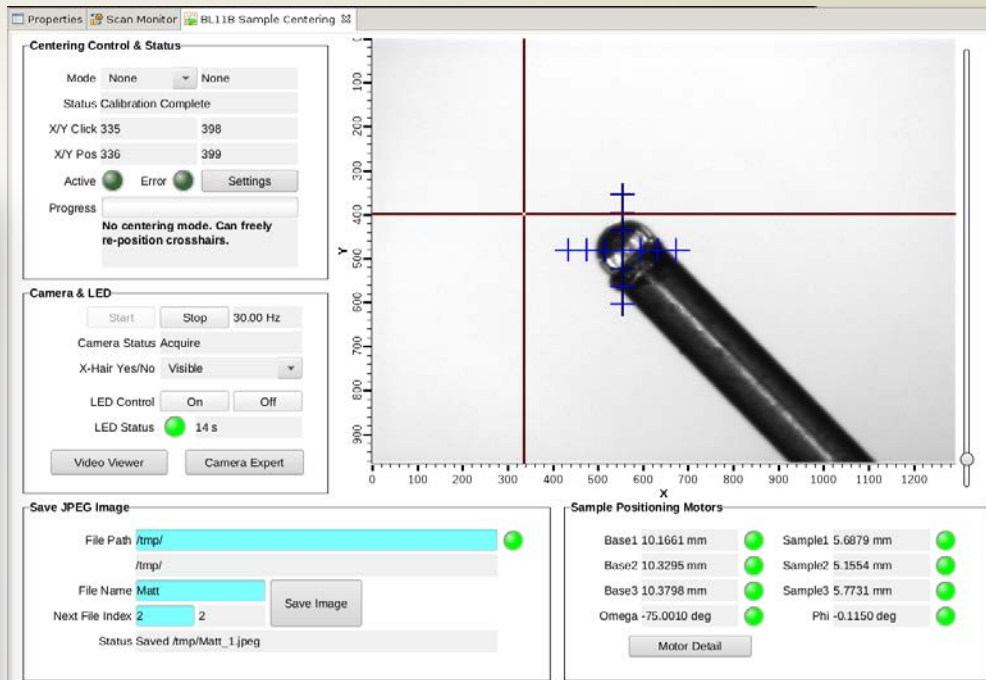 Properties Scan Monitor BL11B Sample Centering
Centering Control & Status
Mode None None
Status Calibration Complete
X/Y Click 335 398
X/Y Pos 336 399
Active Error Settings
Progress
No centering mode. Can freely
re-position crosshairs.
Camera & LED
Start Stop 30.00 Hz
Camera Status Acquire
X-Hair Yes/No Visible
LED Control On Off
LED Status 14 s
Video Viewer Camera Expert
0
100
200
300
400
500
600
700
800
900
Y
0 100 200 300 400 500 600 700 800 900 1000 1100 1200
X
Save JPEG Image
File Path /tmp/
/tmp/
File Name Matt
Next File Index 2 2
Save Image
Status Saved /tmp/Matt_1.jpeg
Sample Positioning Motors
Base1 10.1661 mm Sample1 5.6879 mm
Base2 10.3295 mm Sample2 5.1554 mm
Base3 10.3798 mm Sample3 5.7731 mm
Omega -75.0010 deg Phi -0.1150 deg
Motor Detail